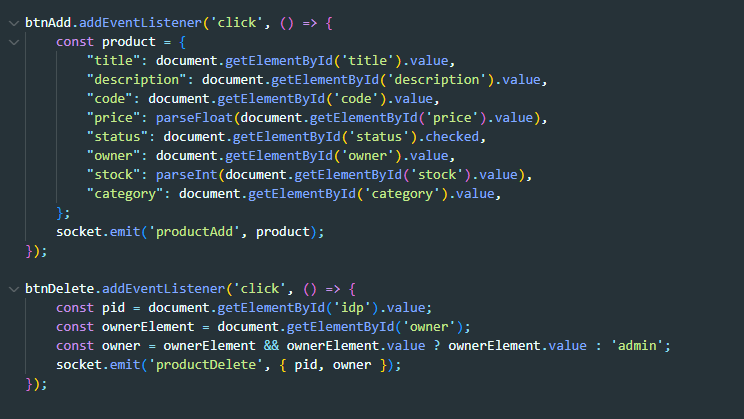 btnAdd.addEventListener('click', () => {
    const product = {
        "title": document.getElementById('title').value,
        "description": document.getElementById('description').value,
        "code": document.getElementById('code').value,
        "price": parseFloat(document.getElementById('price').value),
        "status": document.getElementById('status').checked,
        "owner": document.getElementById('owner').value,
        "stock": parseInt(document.getElementById('stock').value),
        "category": document.getElementById('category').value,
    };
    socket.emit('productAdd', product);
});

btnDelete.addEventListener('click', () => {
    const pid = document.getElementById('idp').value;
    const ownerElement = document.getElementById('owner');
    const owner = ownerElement && ownerElement.value ? ownerElement.value : 'admin';
    socket.emit('productDelete', { pid, owner });
});